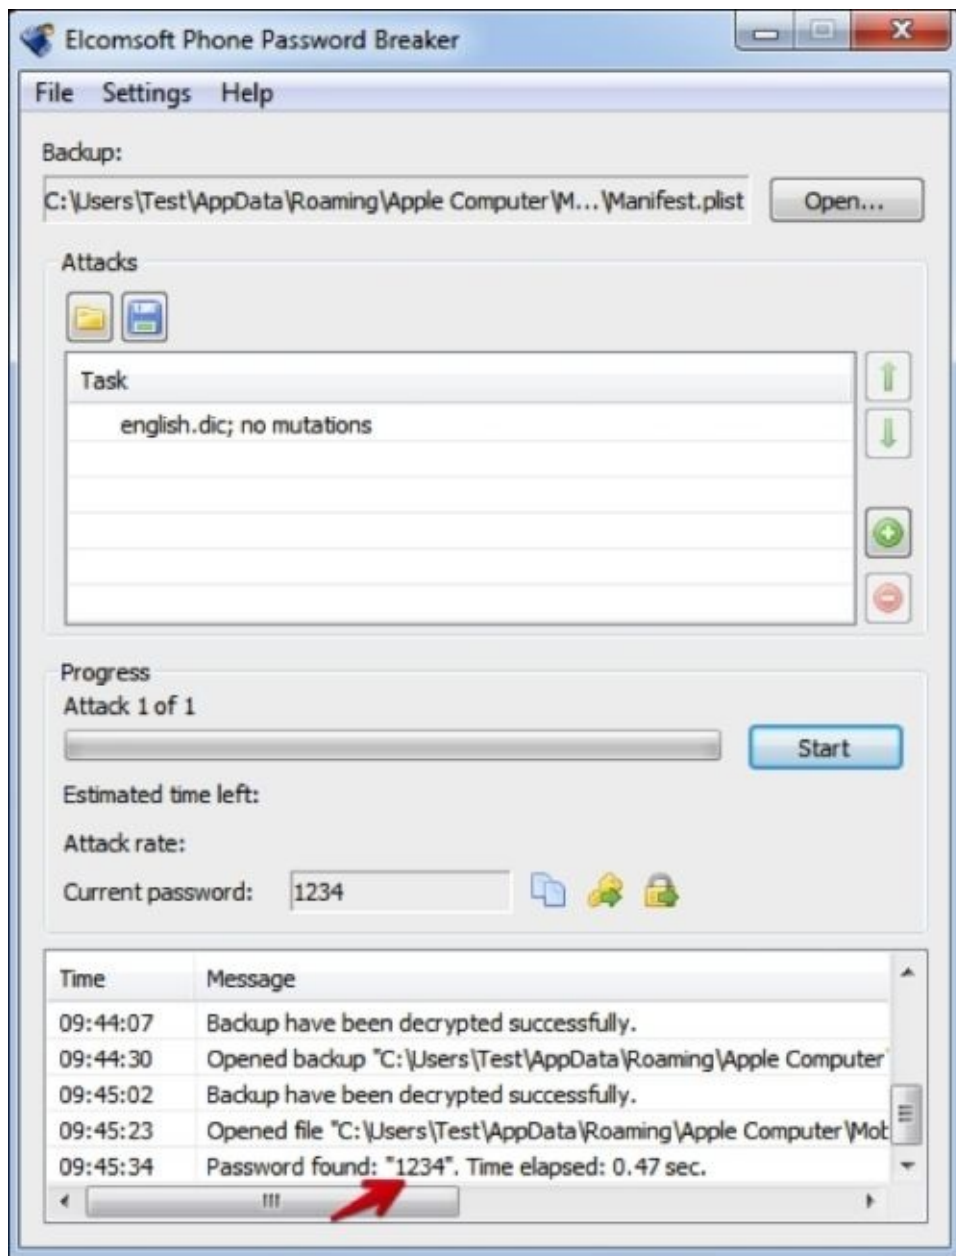 Elcomsoft Phone Password Breaker
File Settings Help
Backup:
C:\Users\Test\AppData\Roaming\Apple Computer\M...\Manifest.plist Open...
Attacks
Task
english.dic; no mutations
Progress
Attack 1 of 1
Start
Estimated time left:
Attack rate:
Current password: 1234
Time Message
09:44:07 Backup have been decrypted successfully.
09:44:30 Opened backup "C:\Users\Test\AppData\Roaming\Apple Computer
09:45:02 Backup have been decrypted successfully.
09:45:23 Opened file "C:\Users\Test\AppData\Roaming\Apple Computer\Mob
09:45:34 Password found: "1234". Time elapsed: 0.47 sec.